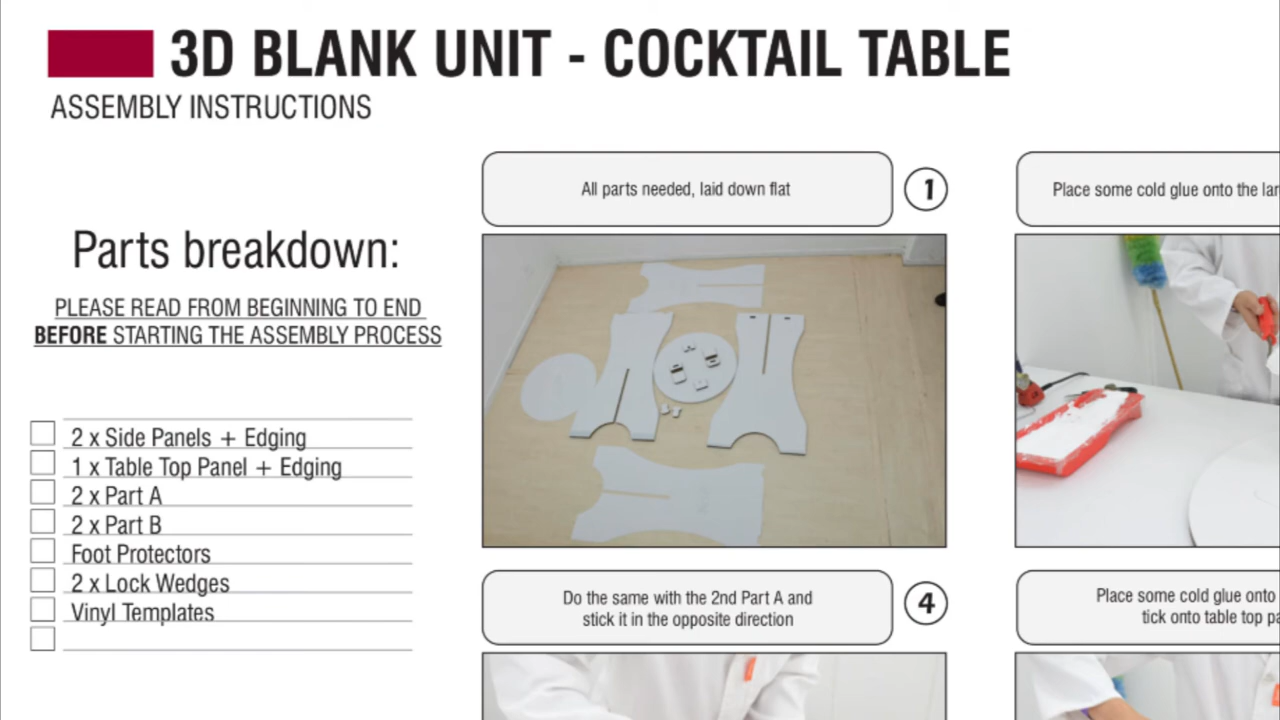 3D BLANK UNIT - COCKTAIL TABLE
ASSEMBLY INSTRUCTIONS
Parts breakdown:
PLEASE READ FROM BEGINNING TO END
BEFORE STARTING THE ASSEMBLY PROCESS
2 x Side Panels + Edging
1 x Table Top Panel + Edging
2 x Part A
2 x Part B
Foot Protectors
2 x Lock Wedges
Vinyl Templates
All parts needed, laid down flat
1
Place some cold glue onto the
Do the same with the 2nd Part A and
stick it in the opposite direction
4
Place some cold glue onto
tick onto table top